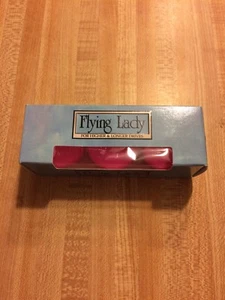 Flying Lady
FOR HIGHER & LONGER DRIVES